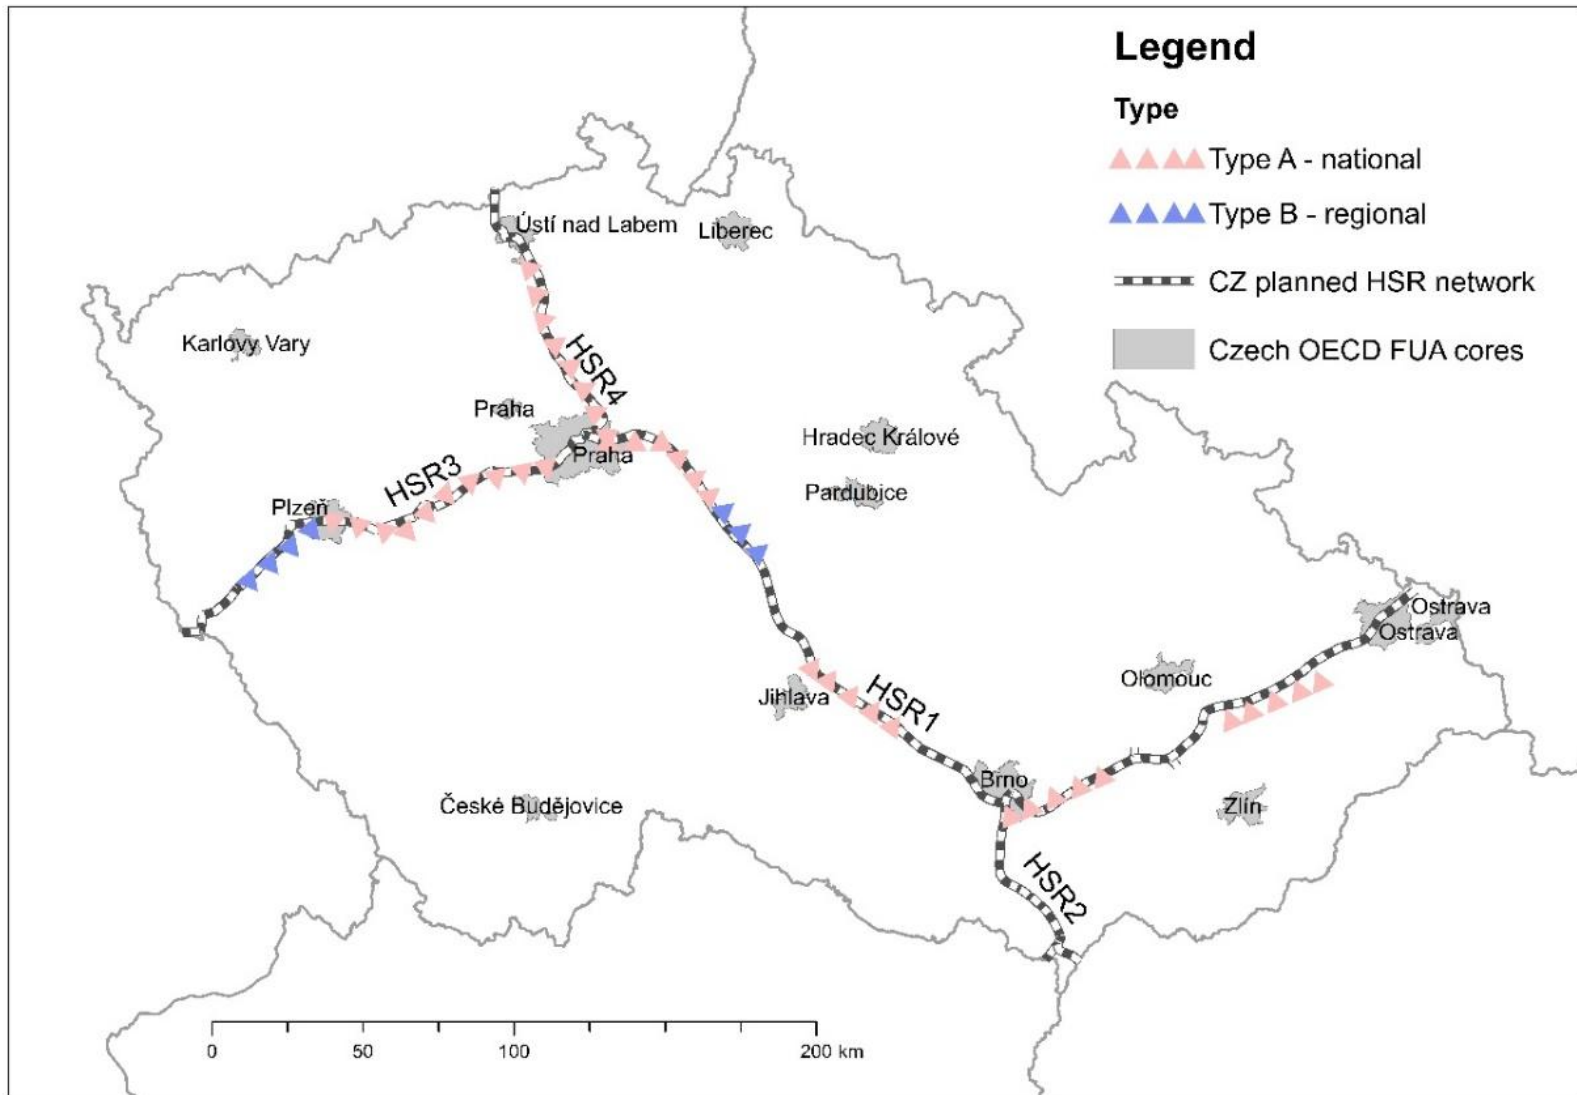 Legend
Type
Type A - national
Type B - regional
CZ planned HSR network
Czech OECD FUA cores
Ústí nad Labem
Liberec
Karlovy Vary
HSR4
Praha
Hradec Králové
Praha
HSR3
Pardubice
Plzeň
Ostrava
Ostrava
Olomouc
Jihlava
HSR1
Brno
České Budějovice
Zlín
HSR2
0 50 100 200 km